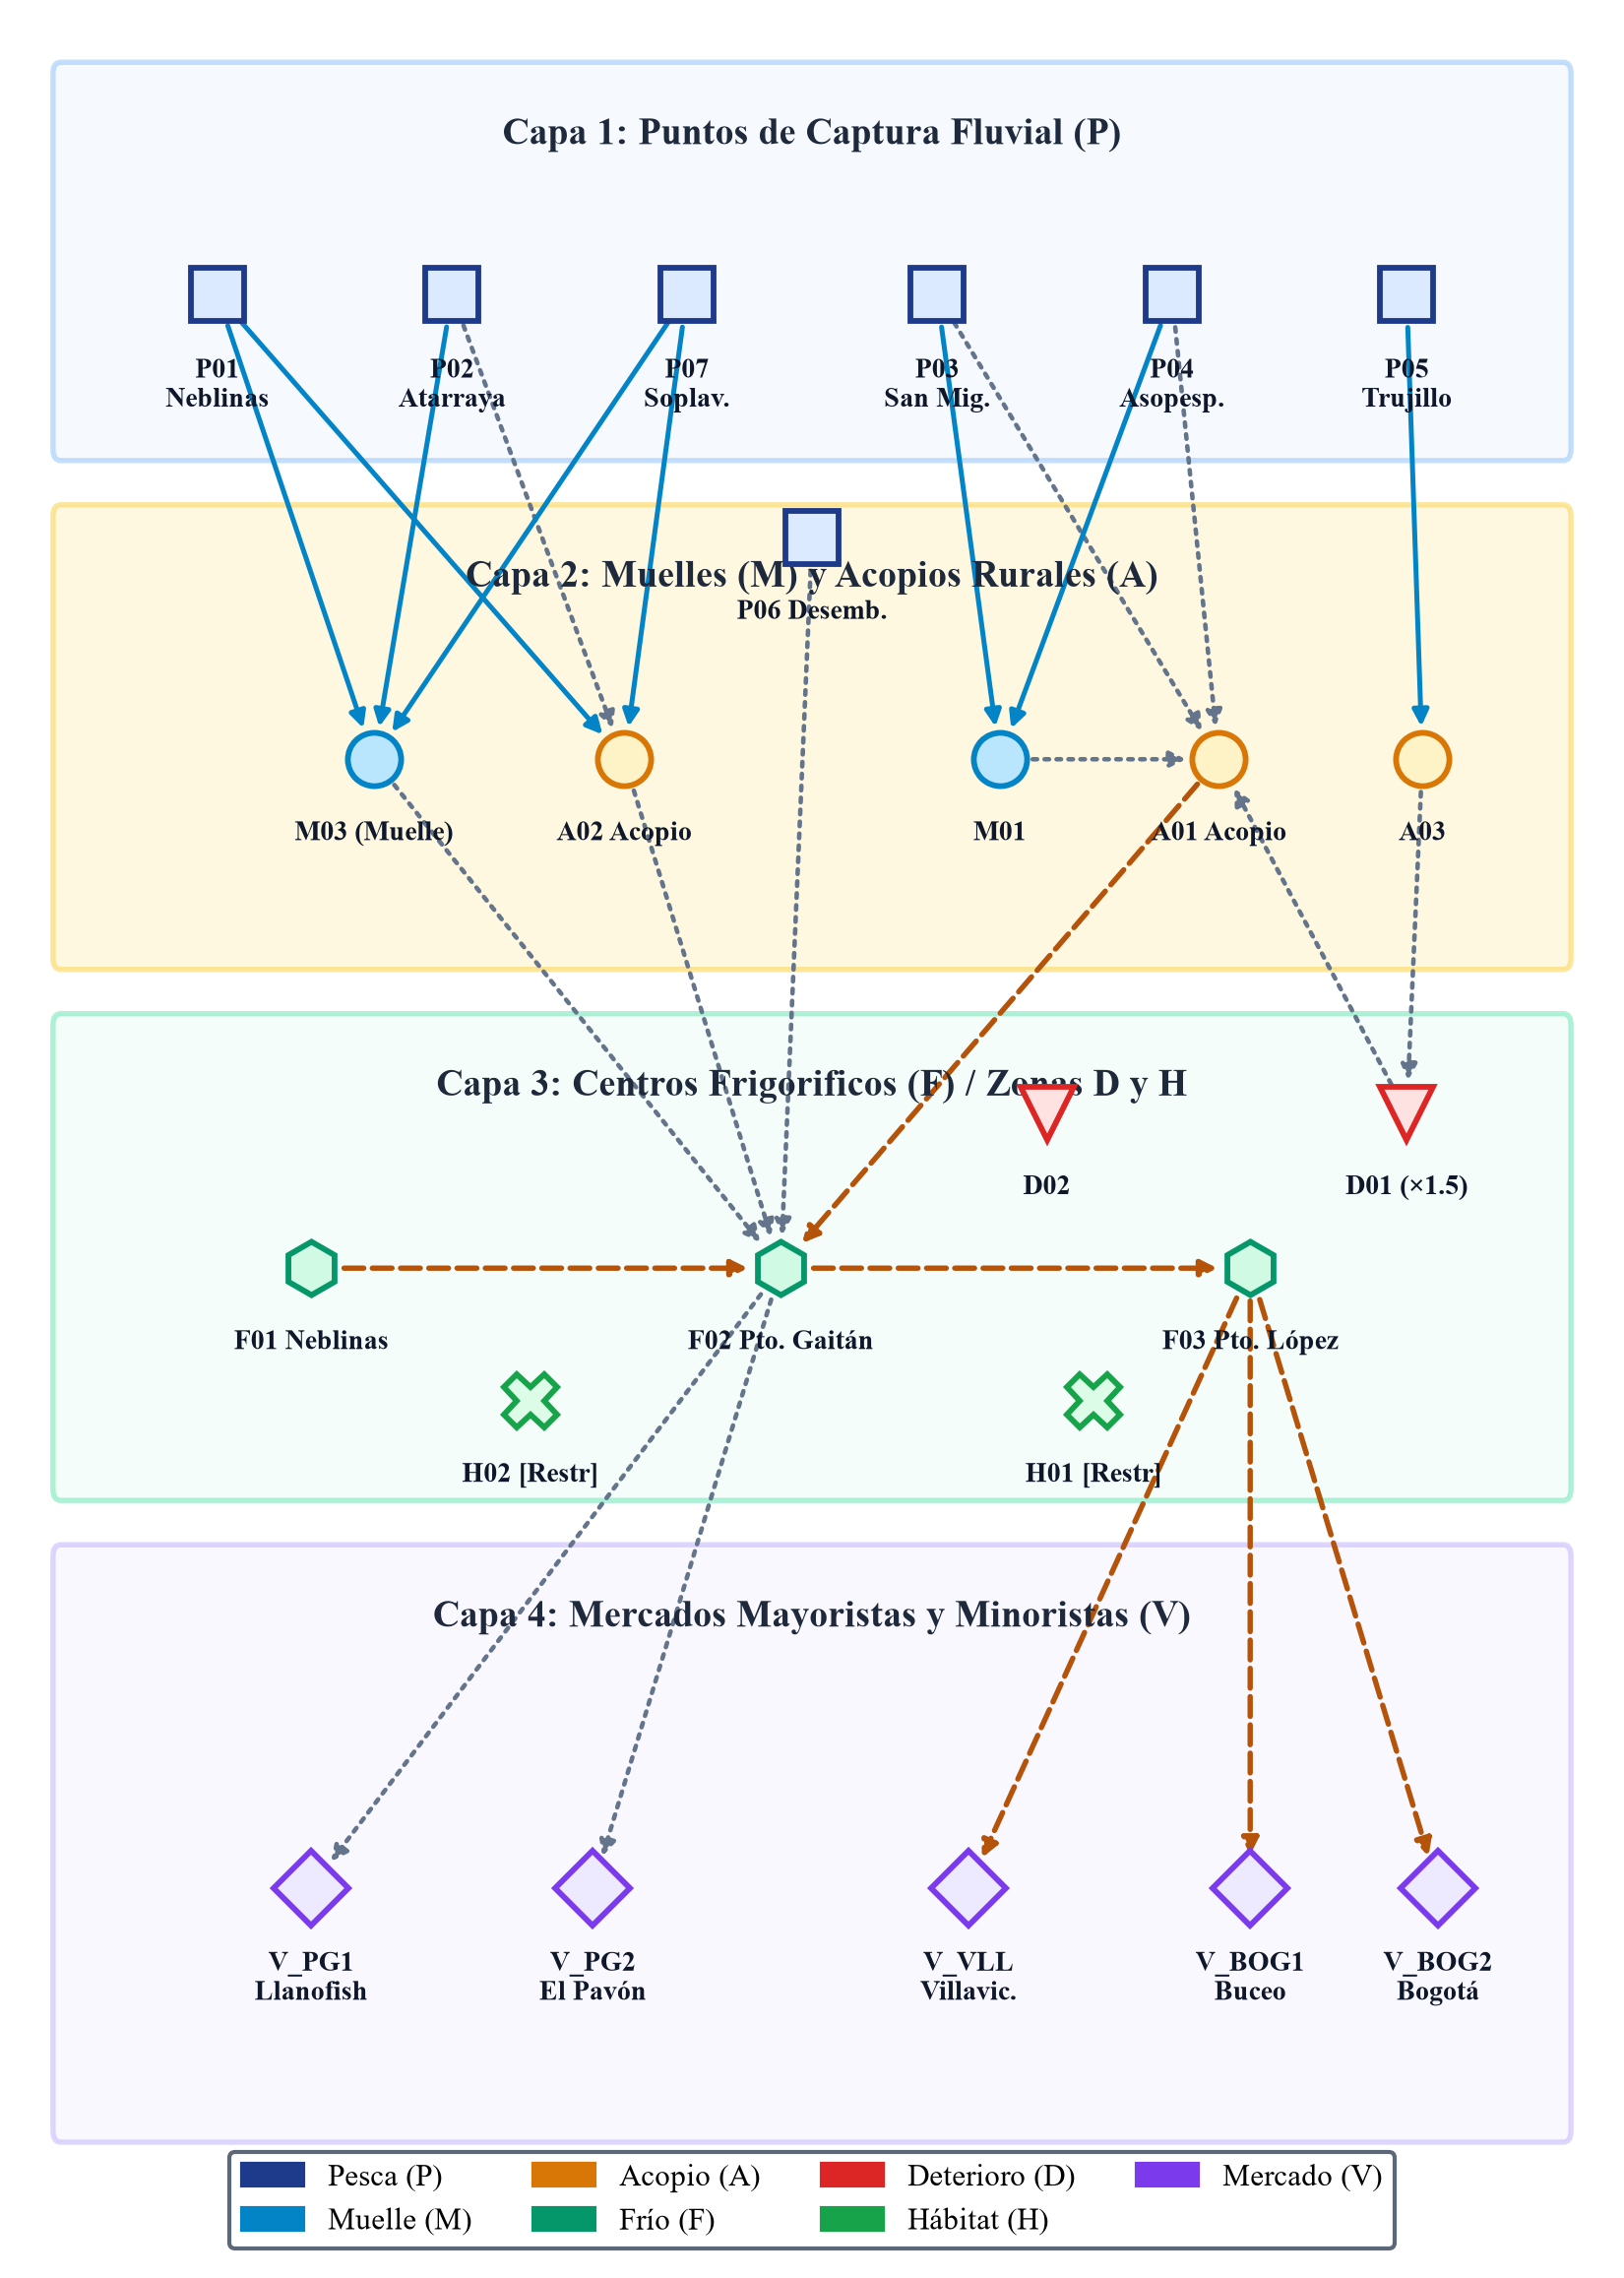 Capa 1: Puntos de Captura Fluvial (P)
P01
Neblinas
P02
Atarraya
P07
Soplav.
P03
San Mig.
P04
Asopesp.
P05
Trujillo
Capa 2: Muelles (M) y Acopios Rurales (A)
P06 Desemb.
M03 (Muelle)
A02 Acopio
M01
A01 Acopio
A03
Capa 3: Centros Frigorificos (F) / Zonas D y H
D02
D01 (×1.5)
F01 Neblinas
F02 Pto. Gaitán
F03 Pto. López
H02 [Restr]
H01 [Restr]
Capa 4: Mercados Mayoristas y Minoristas (V)
V_PG1
Llanofish
V_PG2
El Pavón
V_VLL
Villavic.
V_BOG1
Buceo
V_BOG2
Bogotá
Pesca (P)
Muelle (M)
Acopio (A)
Frío (F)
Deterioro (D)
Hábitat (H)
Mercado (V)